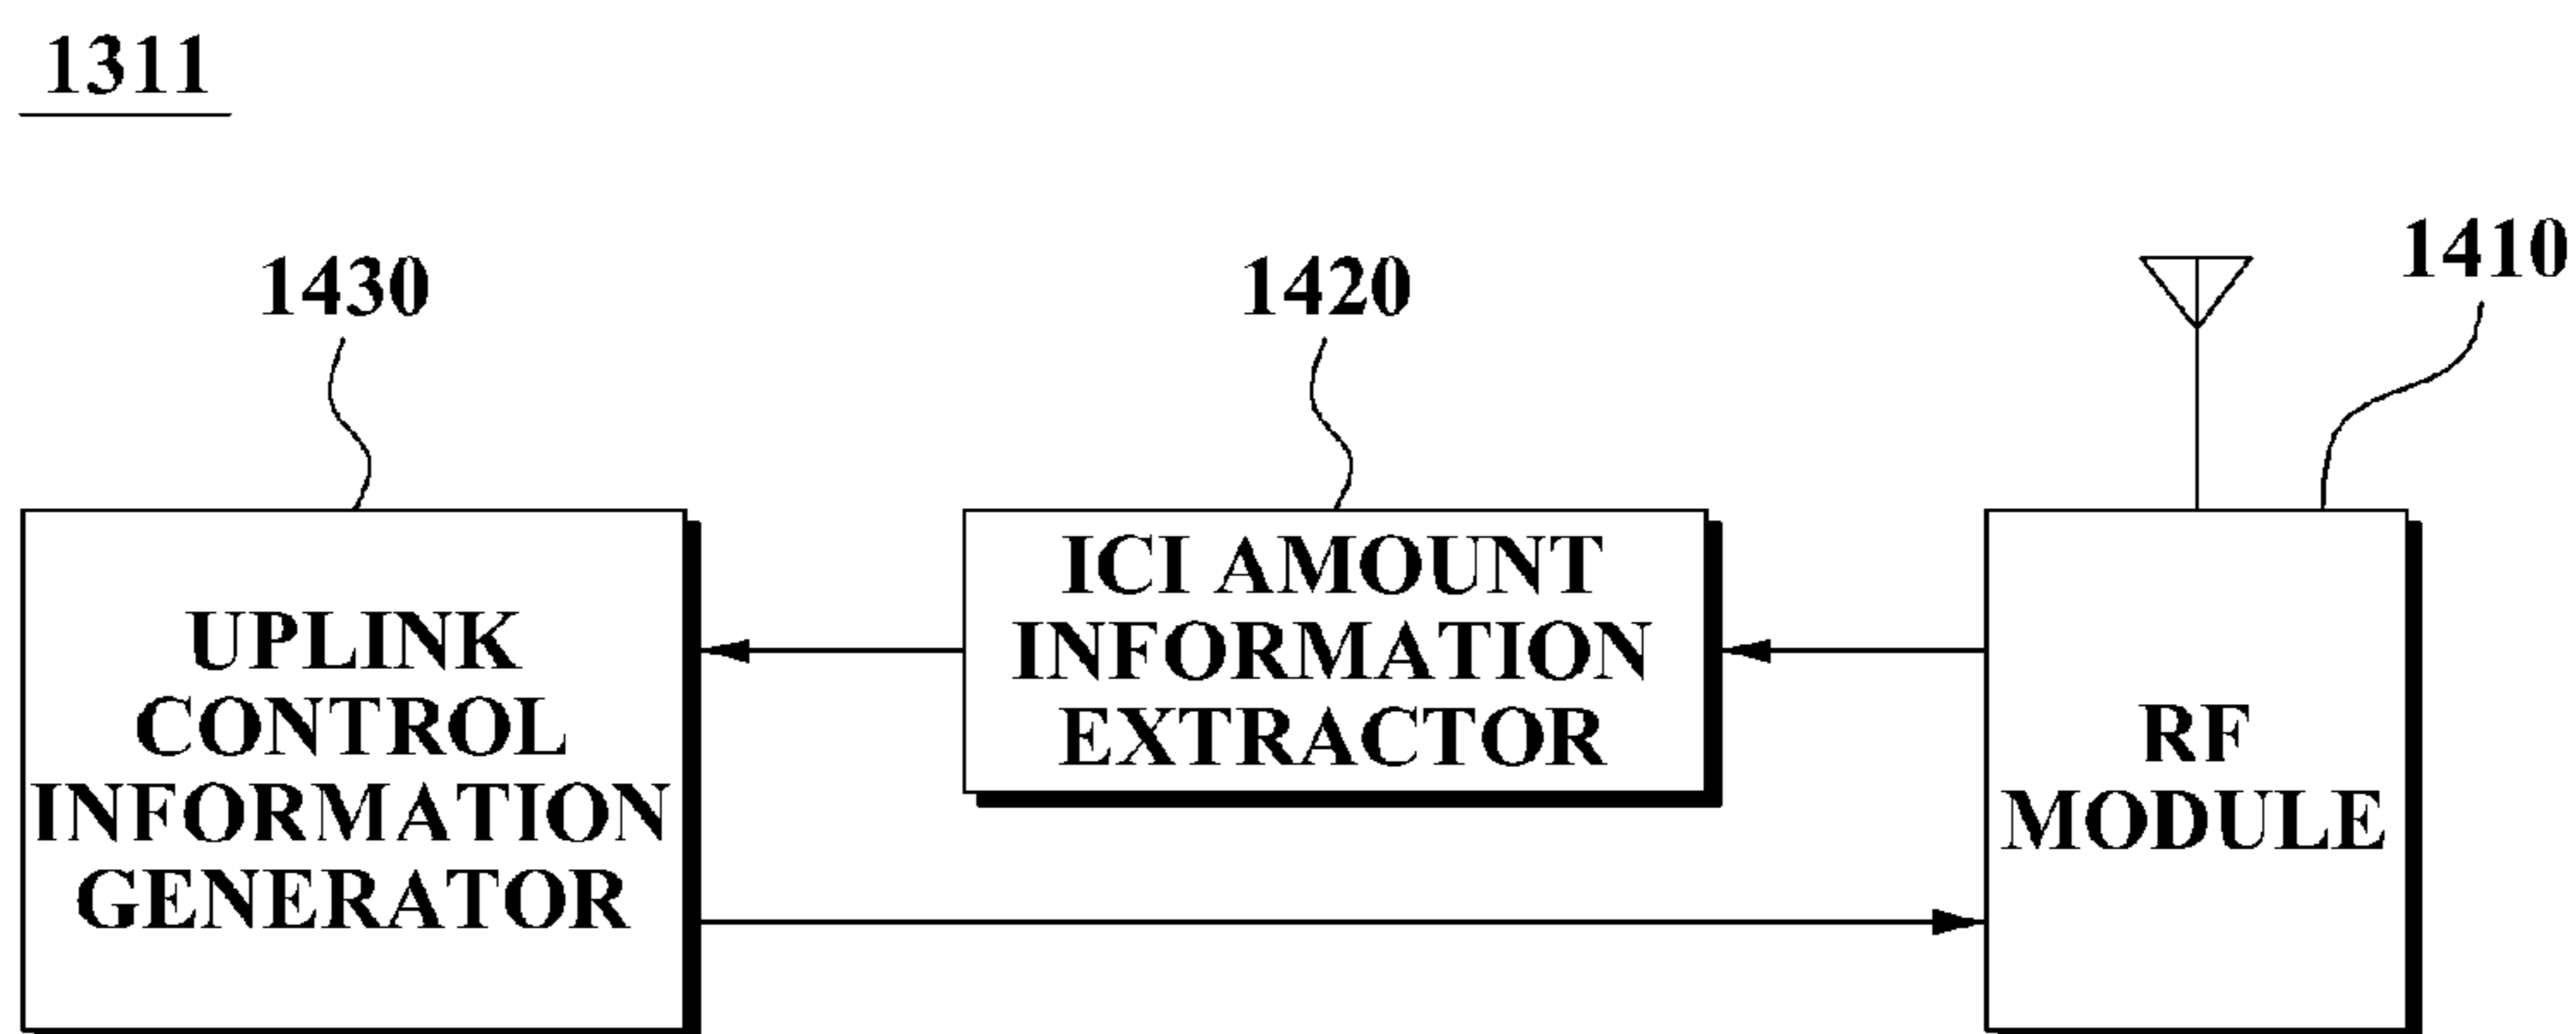 1311
1430
1420
1410
UPLINK
CONTROL
INFORMATION
GENERATOR
ICI AMOUNT
INFORMATION
EXTRACTOR
RF
MODULE